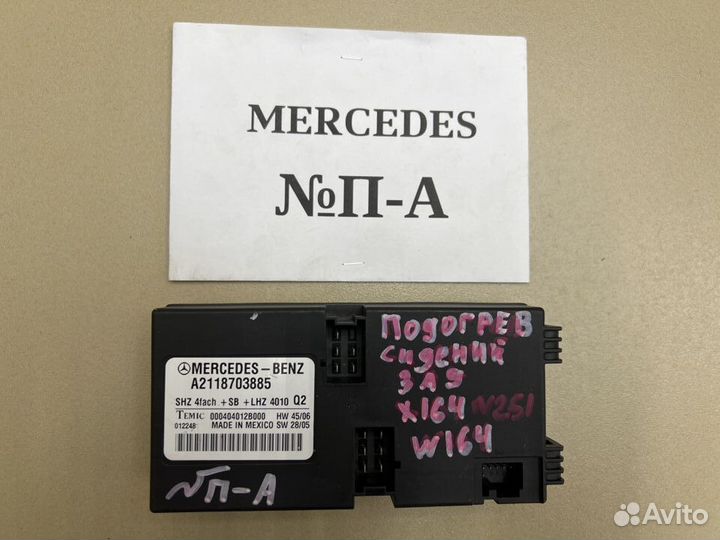 MERCEDES
№П-А
MERCEDES-BENZ
A2118703885
SHZ 4fach + SB + LHZ 4010 Q2
TEMIC 000404012B000 HW 45/06
012248 MADE IN MEXICO SW 28/05
№П-А
ПОДОГРЕВ
СИДЕНИЙ
ЗАД
X164 N251
W164
Avito